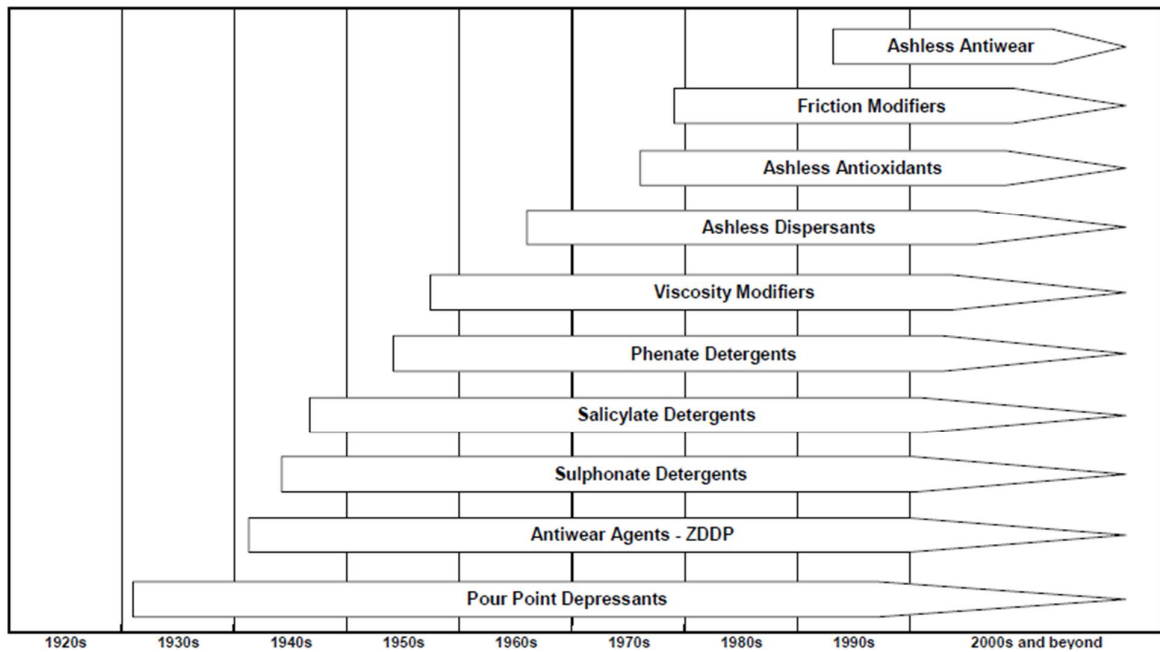 Ashless Antiwear
Friction Modifiers
Ashless Antioxidants
Ashless Dispersants
Viscosity Modifiers
Phenate Detergents
Salicylate Detergents
Sulphonate Detergents
Antiwear Agents - ZDDP
Pour Point Depressants
1920s 1930s 1940s 1950s 1960s 1970s 1980s 1990s 2000s and beyond